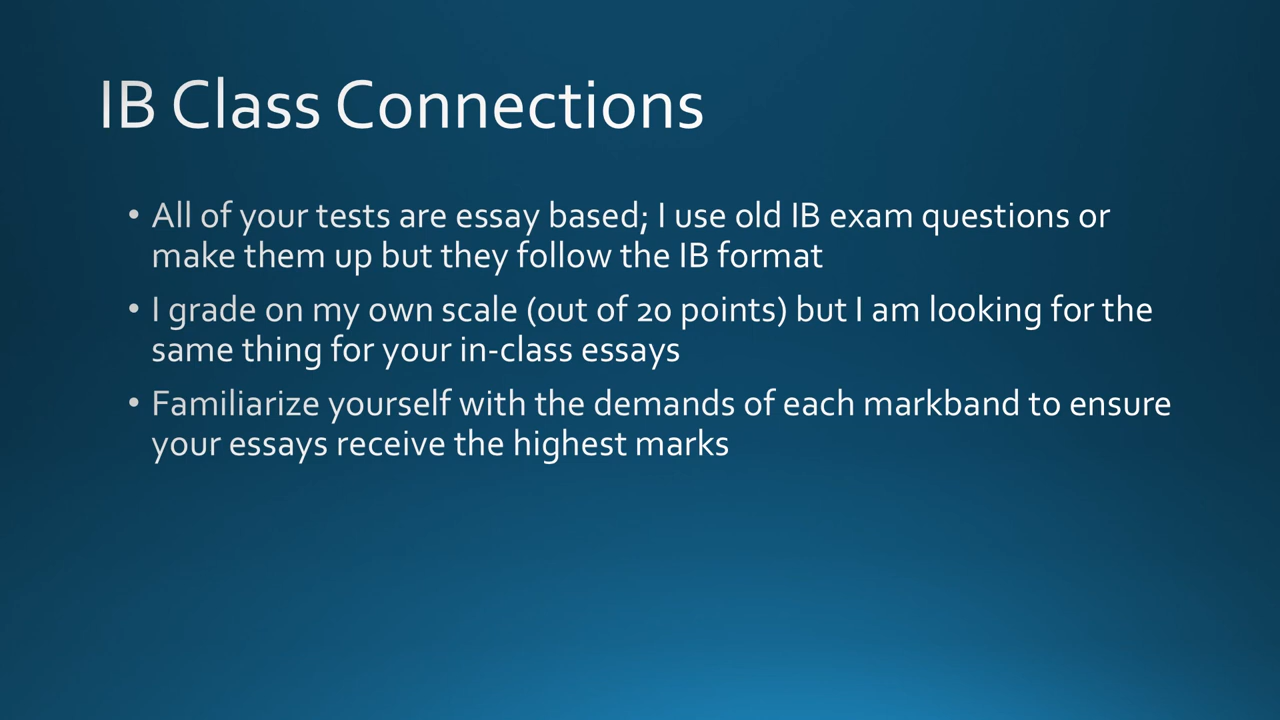 IB Class Connections
• All of your tests are essay based; I use old IB exam questions or
make them up but they follow the IB format
• I grade on my own scale (out of 20 points) but I am looking for the
same thing for your in-class essays
• Familiarize yourself with the demands of each markband to ensure
your essays receive the highest marks